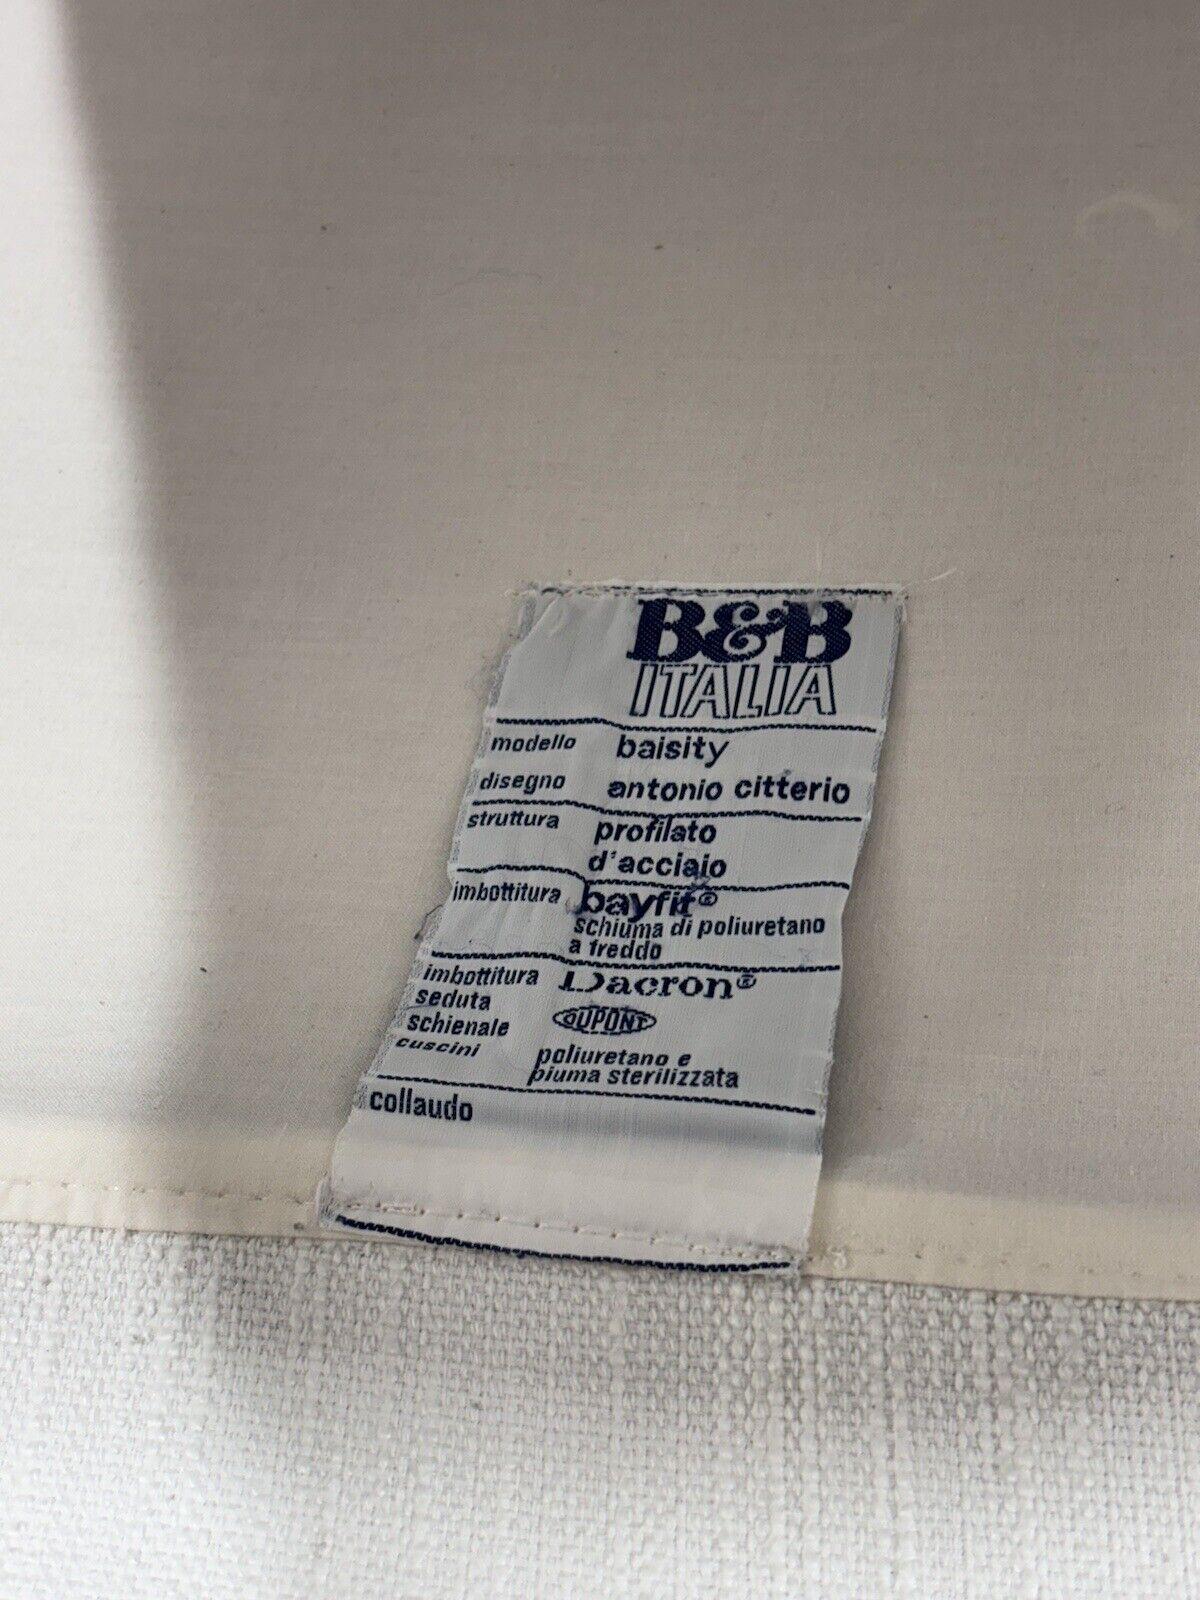 B&B
ITALIA
modello baisity
disegno antonio citterio
struttura profilato
d'acciaio
imbottitura bayfit®
schiuma di poliuretano
a freddo
imbottitura Dacron®
seduta
schienale DUPONT
cuscini poliuretano e
piuma sterilizzata
collaudo